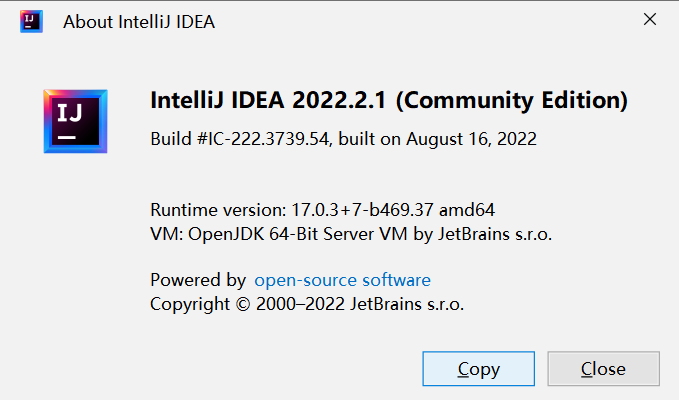 About IntelliJ IDEA
IJ
IntelliJ IDEA 2022.2.1 (Community Edition)
Build #IC-222.3739.54, built on August 16, 2022
Runtime version: 17.0.3+7-b469.37 amd64
VM: OpenJDK 64-Bit Server VM by JetBrains s.r.o.
Powered by open-source software
Copyright © 2000–2022 JetBrains s.r.o.
Copy Close